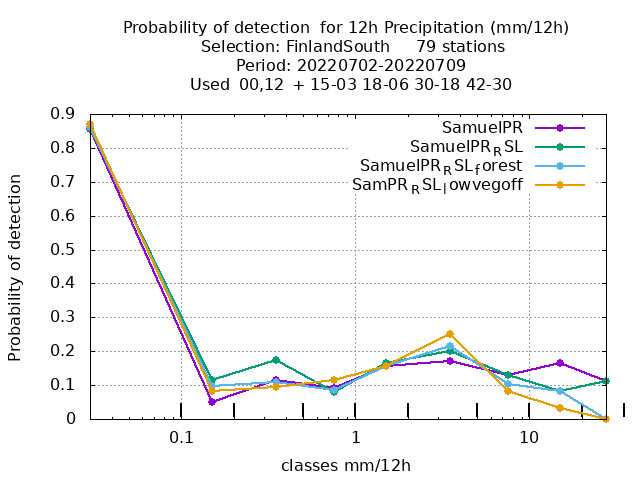 Probability of detection  for 12h Precipitation (mm/12h)
Selection: FinlandSouth     79 stations
Period: 20220702-20220709
Used  00,12  + 15-03 18-06 30-18 42-30
SamuelPR
SamuelPR_RSL
SamuelPR_RSL_forest
SamPR_RSL_lowvegoff
Probability of detection
0.9
0.8
0.7
0.6
0.5
0.4
0.3
0.2
0.1
0
0.1 1 10
classes mm/12h